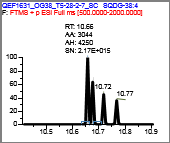 QEF1631_OG38_T5-28-2-7_SC SQDG-38:4
F: FTMS + p ESI Full ms [500.0000-2000.0000]
RT: 10.66
AA: 3044
AH: 4250
SN: 2.17E+015
100
80
60
40
20
0
10.72
10.77
10.5 10.6 10.7 10.8 10.9